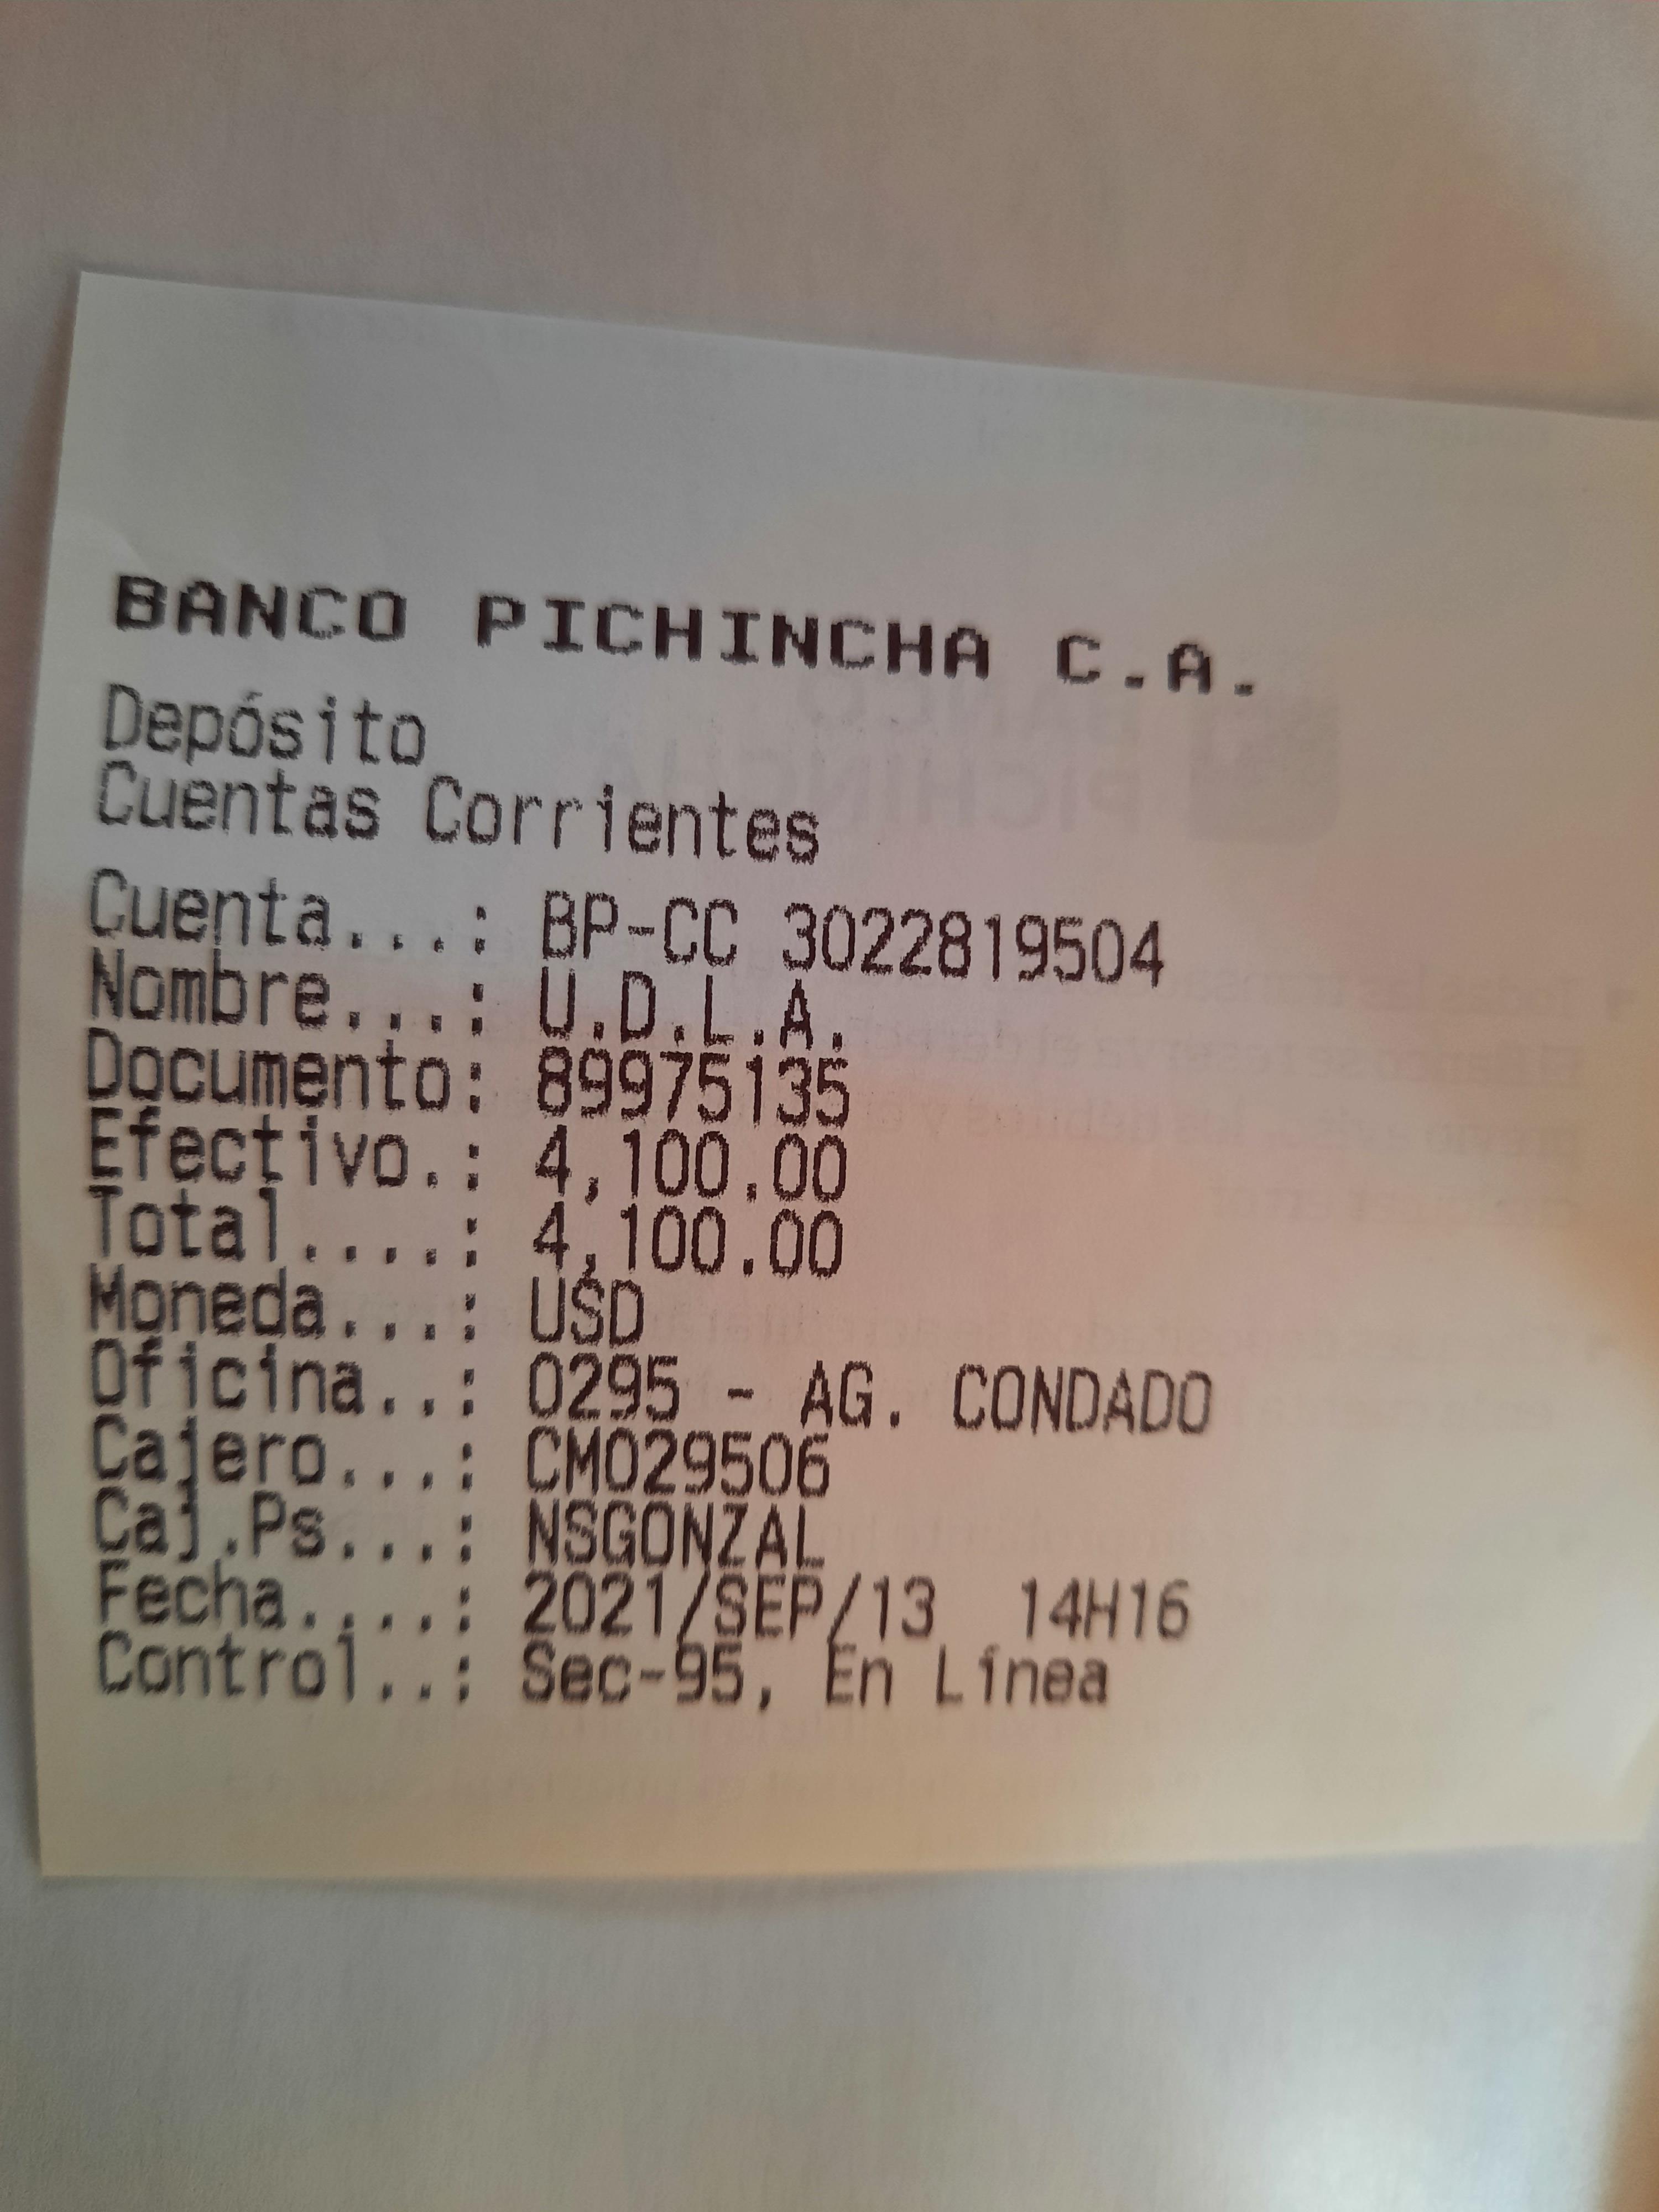 BANCO PICHINCHA C.A.
Depósito
Cuentas Corrientes
Cuenta...: BP-CC 3022819504
Nombre...: U.D.L.A.
Documento: 89975135
Efectivo.: 4,100.00
Total....: 4,100.00
Moneda...: USD
Oficina..: 0295 - AG. CONDADO
Cajero...: CM029506
Caj.Ps...: NSGONZAL
Fecha....: 2021/SEP/13 14H16
Control..: Sec-95, En Línea